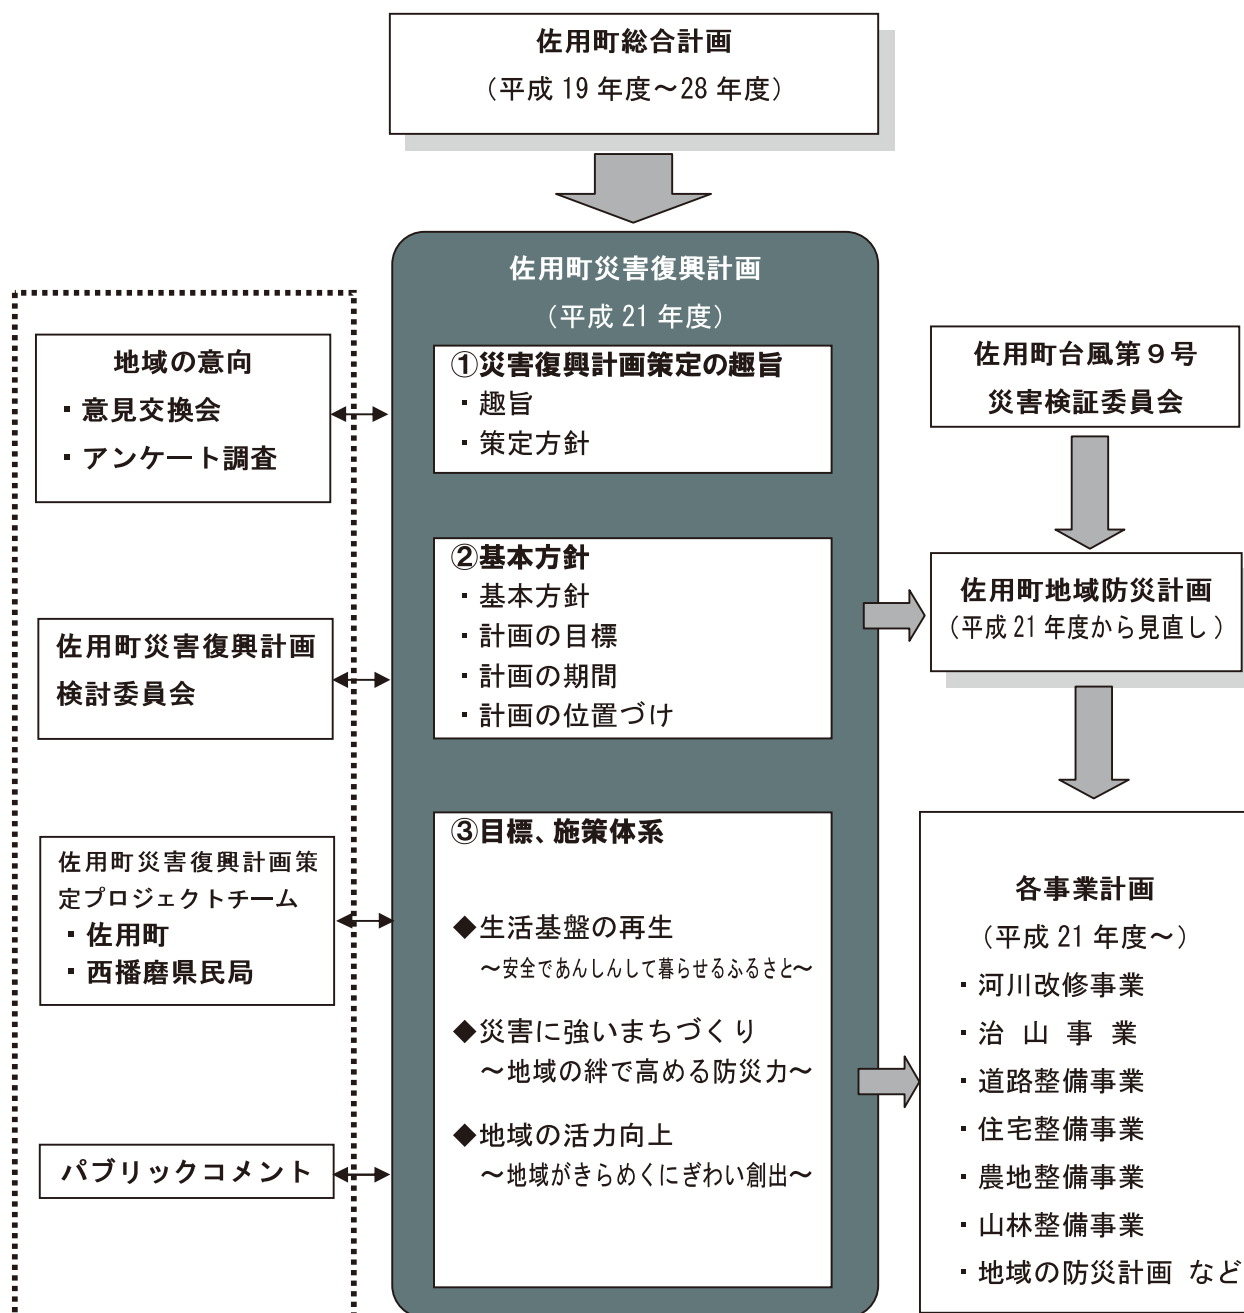 佐用町総合計画
（平成 19 年度～28 年度）
佐用町災害復興計画
（平成 21 年度）
①災害復興計画策定の趣旨
・趣旨
・策定方針
②基本方針
・基本方針
・計画の目標
・計画の期間
・計画の位置づけ
③目標、施策体系
◆生活基盤の再生
～安全であんしんして暮らせるふるさと～
◆災害に強いまちづくり
～地域の絆で高める防災力～
◆地域の活力向上
～地域がきらめくにぎわい創出～
地域の意向
・意見交換会
・アンケート調査
佐用町災害復興計画
検討委員会
佐用町災害復興計画策
定プロジェクトチーム
・佐用町
・西播磨県民局
パブリックコメント
佐用町台風第９号
災害検証委員会
佐用町地域防災計画
（平成 21 年度から見直し）
各事業計画
（平成 21 年度～）
・河川改修事業
・治 山 事 業
・道路整備事業
・住宅整備事業
・農地整備事業
・山林整備事業
・地域の防災計画 など